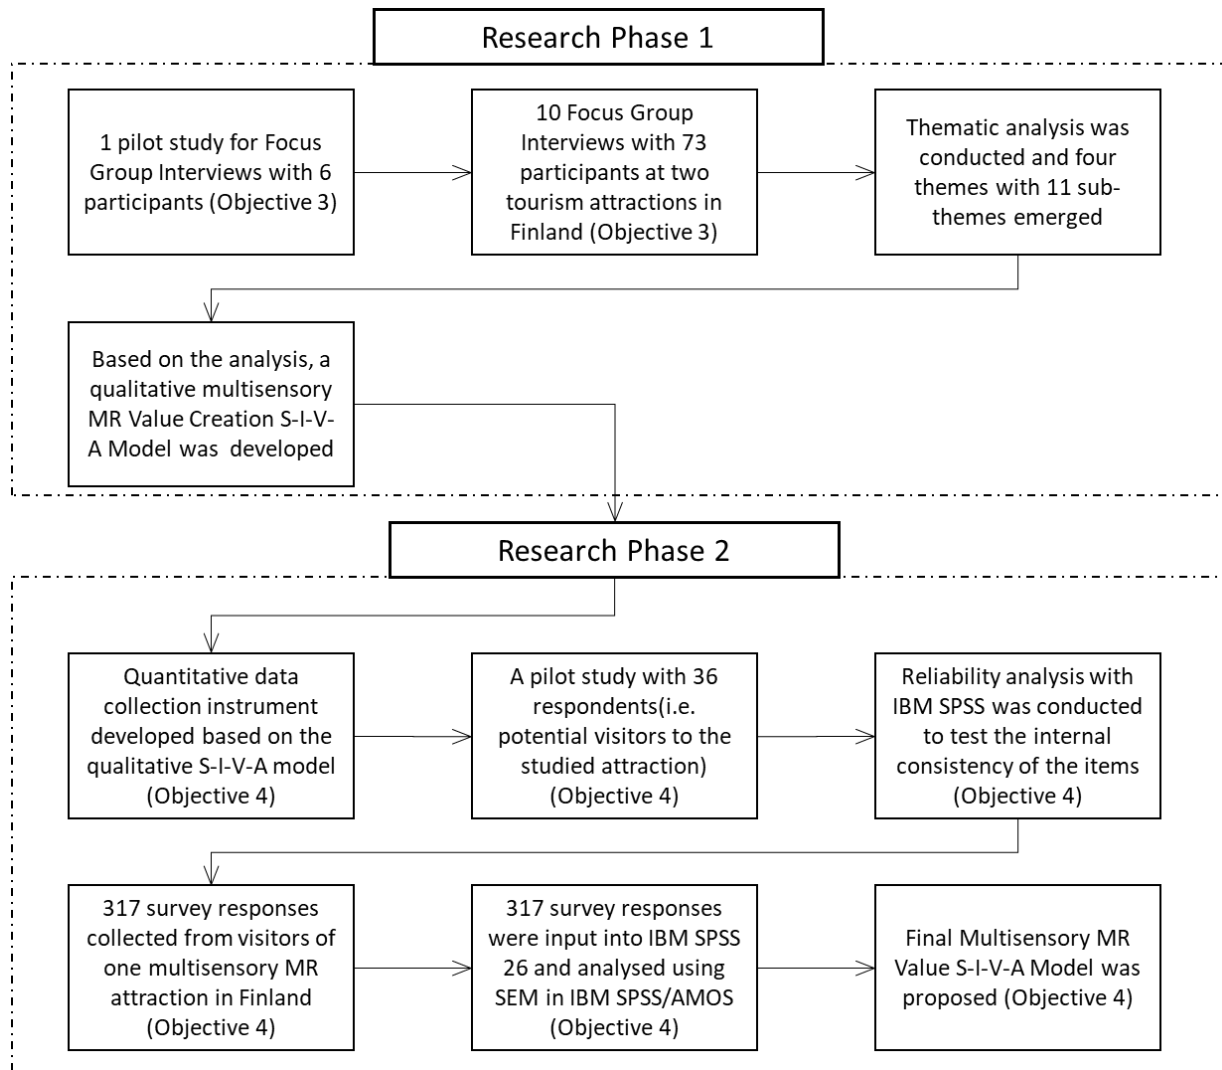 Research Phase 1
1 pilot study for Focus
Group Interviews with 6
participants (Objective 3)
10 Focus Group
Interviews with 73
participants at two
tourism attractions in
Finland (Objective 3)
Thematic analysis was
conducted and four
themes with 11 sub-
themes emerged
Based on the analysis, a
qualitative multisensory
MR Value Creation S-I-V-
A Model was  developed
Research Phase 2
Quantitative data
collection instrument
developed based on the
qualitative S-I-V-A model
(Objective 4)
A pilot study with 36
respondents(i.e.
potential visitors to the
studied attraction)
(Objective 4)
Reliability analysis with
IBM SPSS was conducted
to test the internal
consistency of the items
(Objective 4)
317 survey responses
collected from visitors of
one multisensory MR
attraction in Finland
(Objective 4)
317 survey responses
were input into IBM SPSS
26 and analysed using
SEM in IBM SPSS/AMOS
(Objective 4)
Final Multisensory MR
Value S-I-V-A Model was
proposed (Objective 4)